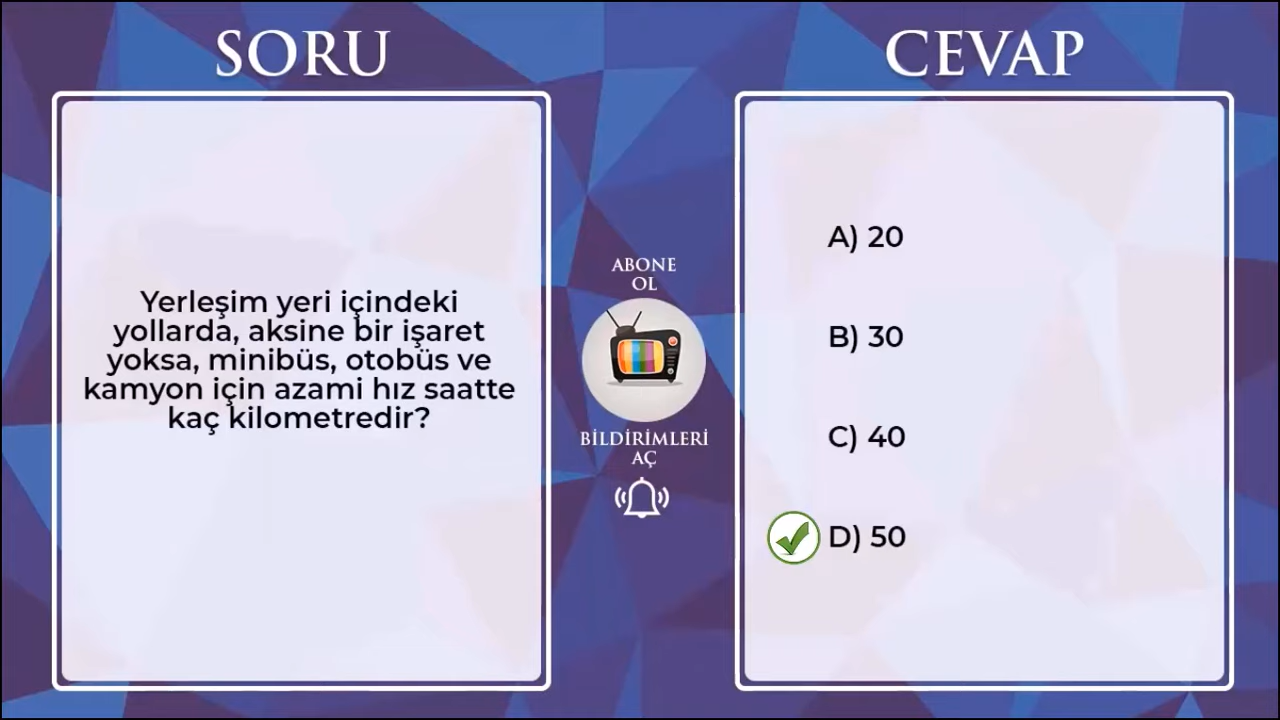 SORU
Yerleşim yeri içindeki
yollarda, aksine bir işaret
yoksa, minibüs, otobüs ve
kamyon için azami hız saatte
kaç kilometredir?
ABONE
OL
BİLDİRİMLERİ
AÇ
CEVAP
A) 20
B) 30
C) 40
D) 50